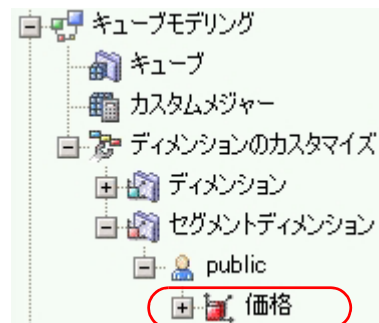 キューブモデリング
キューブ
カスタムメジャー
ディメンションのカスタマイズ
ディメンション
セグメントディメンション
public
価格